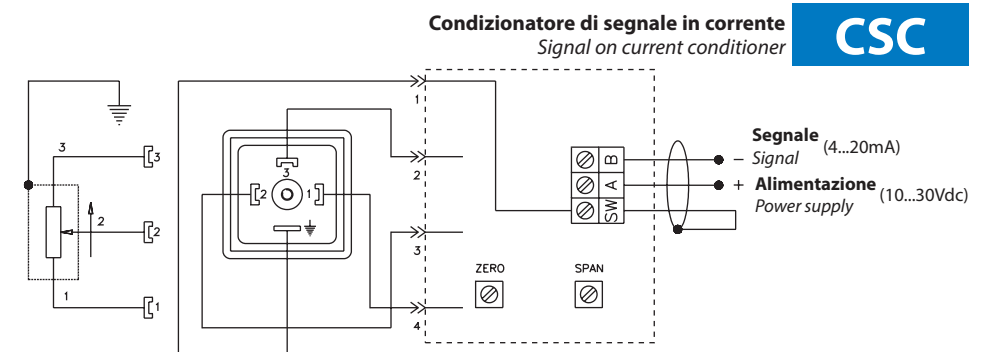 Condizionatore di segnale in corrente
Signal on current conditioner
CSC
1
3
3
3
B
Segnale (4...20mA)
– Signal
2
A
+ Alimentazione (10...30Vdc)
Power supply
2
1
SW
2
2
3
ZERO
SPAN
1
1
4